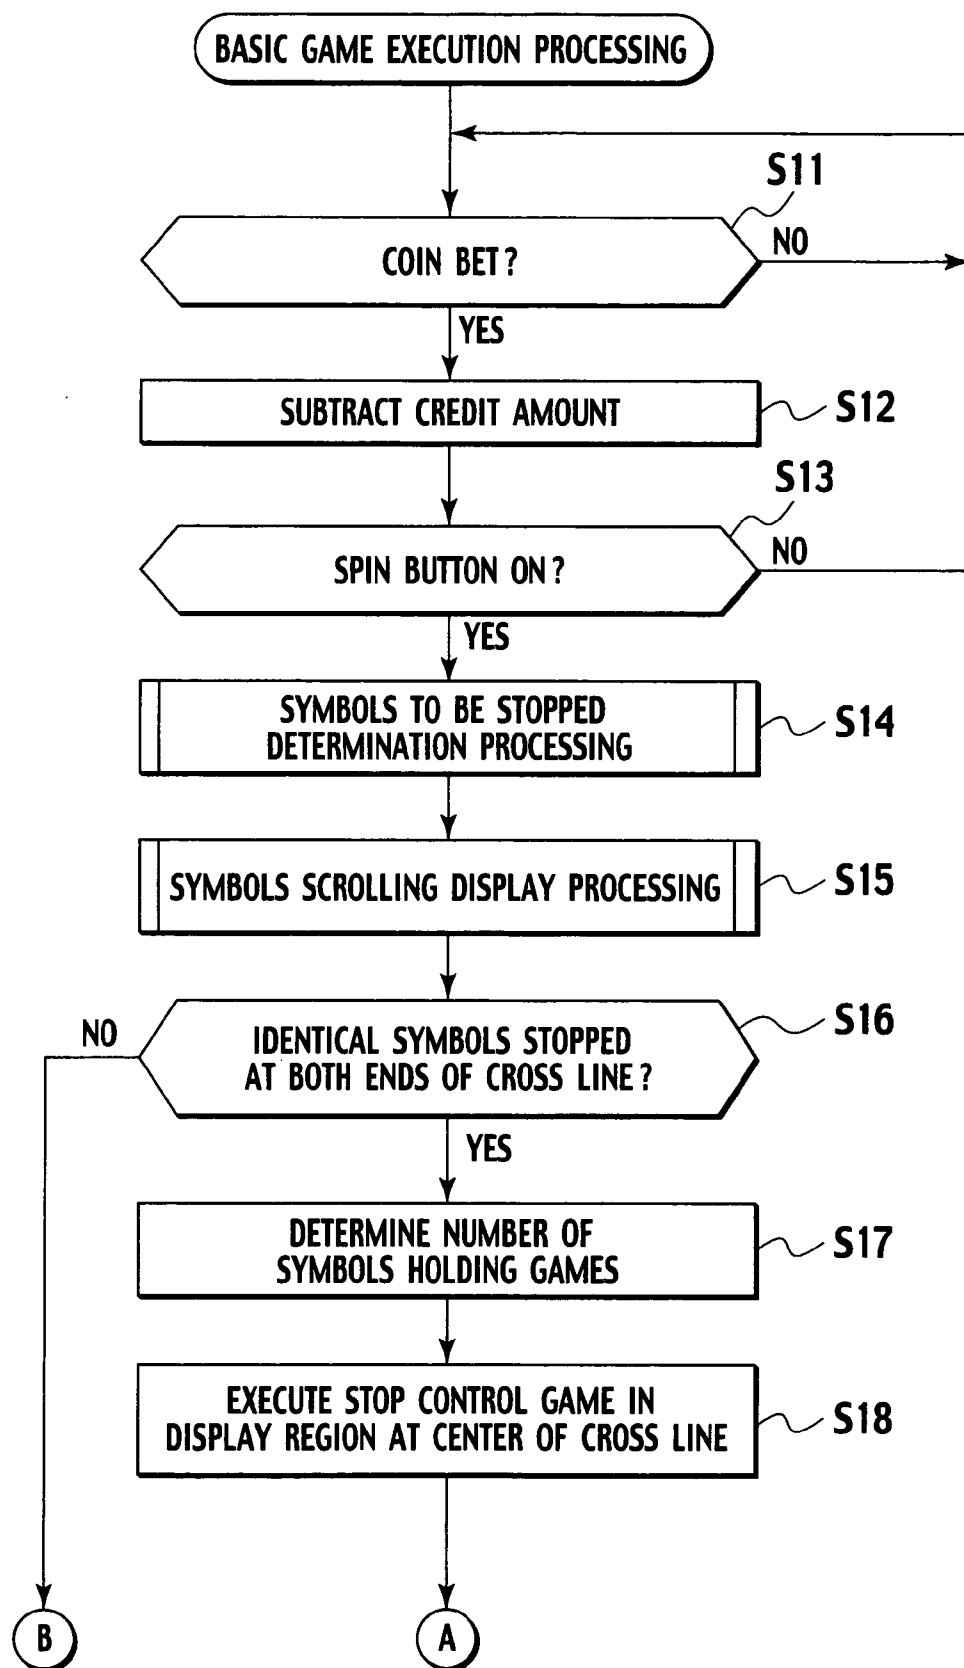 BASIC GAME EXECUTION PROCESSING
S11
COIN BET?
NO
YES
SUBTRACT CREDIT AMOUNT
S12
S13
SPIN BUTTON ON?
NO
YES
SYMBOLS TO BE STOPPED
DETERMINATION PROCESSING
S14
SYMBOLS SCROLLING DISPLAY PROCESSING
S15
NO
IDENTICAL SYMBOLS STOPPED
AT BOTH ENDS OF CROSS LINE?
S16
YES
DETERMINE NUMBER OF
SYMBOLS HOLDING GAMES
S17
EXECUTE STOP CONTROL GAME IN
DISPLAY REGION AT CENTER OF CROSS LINE
S18
B
A